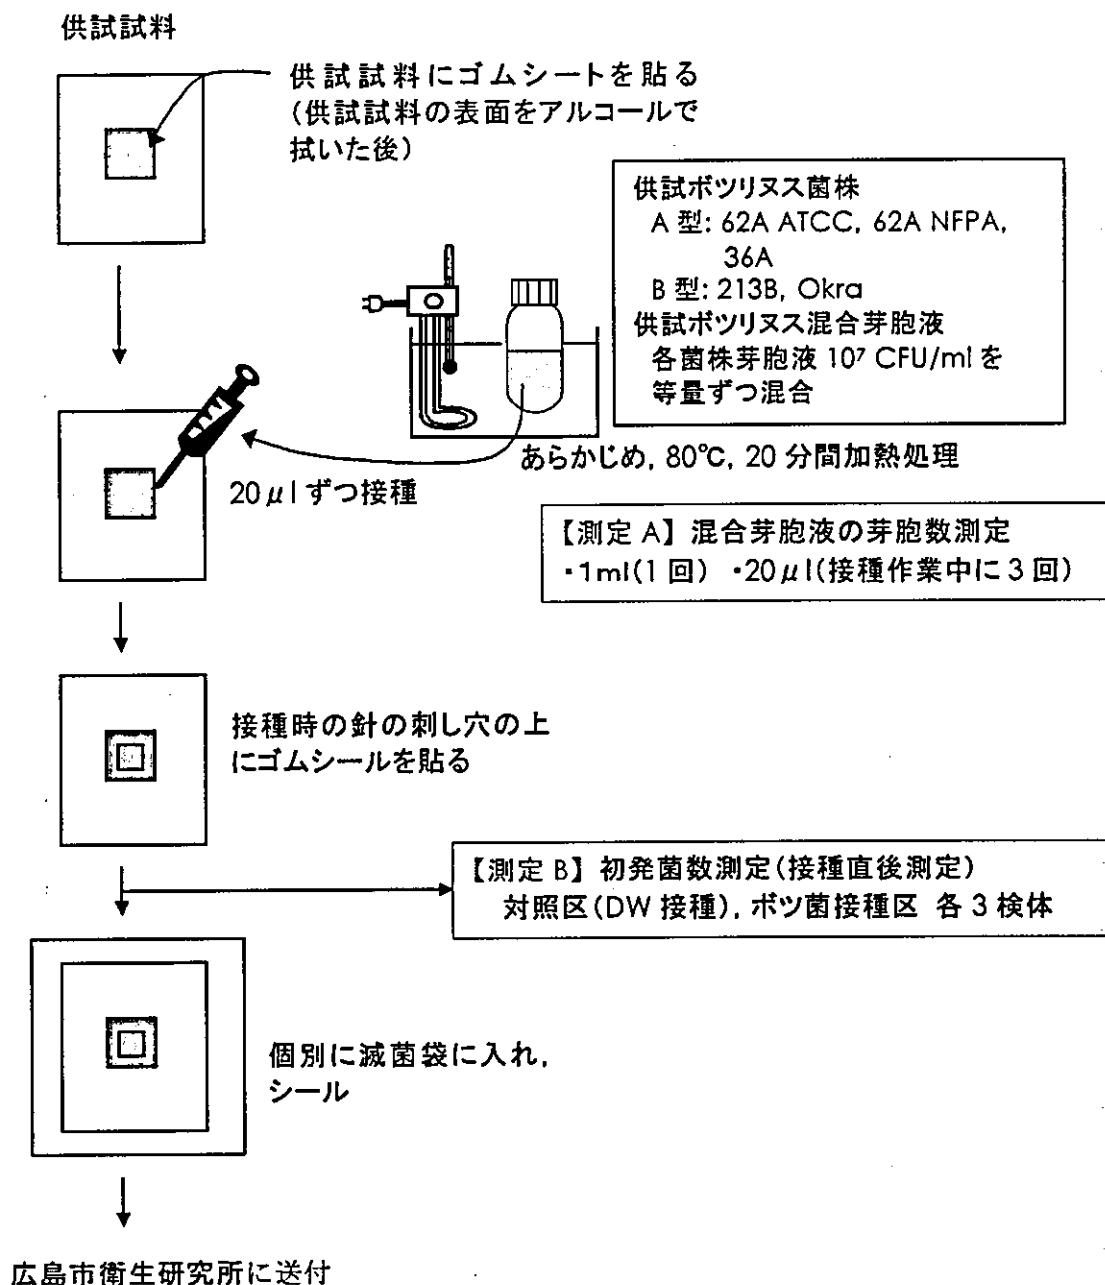 供試試料
供試試料にゴムシートを貼る
(供試試料の表面をアルコールで
拭いた後)
供試ボツリヌス菌株
A 型: 62A ATCC, 62A NFPA,
36A
B 型: 213B, Okra
供試ボツリヌス混合芽胞液
各菌株芽胞液 10⁷ CFU/mlを
等量ずつ混合
あらかじめ, 80℃, 20 分間加熱処理
20μlずつ接種
【測定 A】 混合芽胞液の芽胞数測定
・1ml(1回) ・20μl(接種作業中に3回)
接種時の針の刺し穴の上
にゴムシールを貼る
【測定 B】 初発菌数測定(接種直後測定)
対照区(DW 接種), ボツ菌接種区 各3検体
個別に滅菌袋に入れ,
シール
広島市衛生研究所に送付